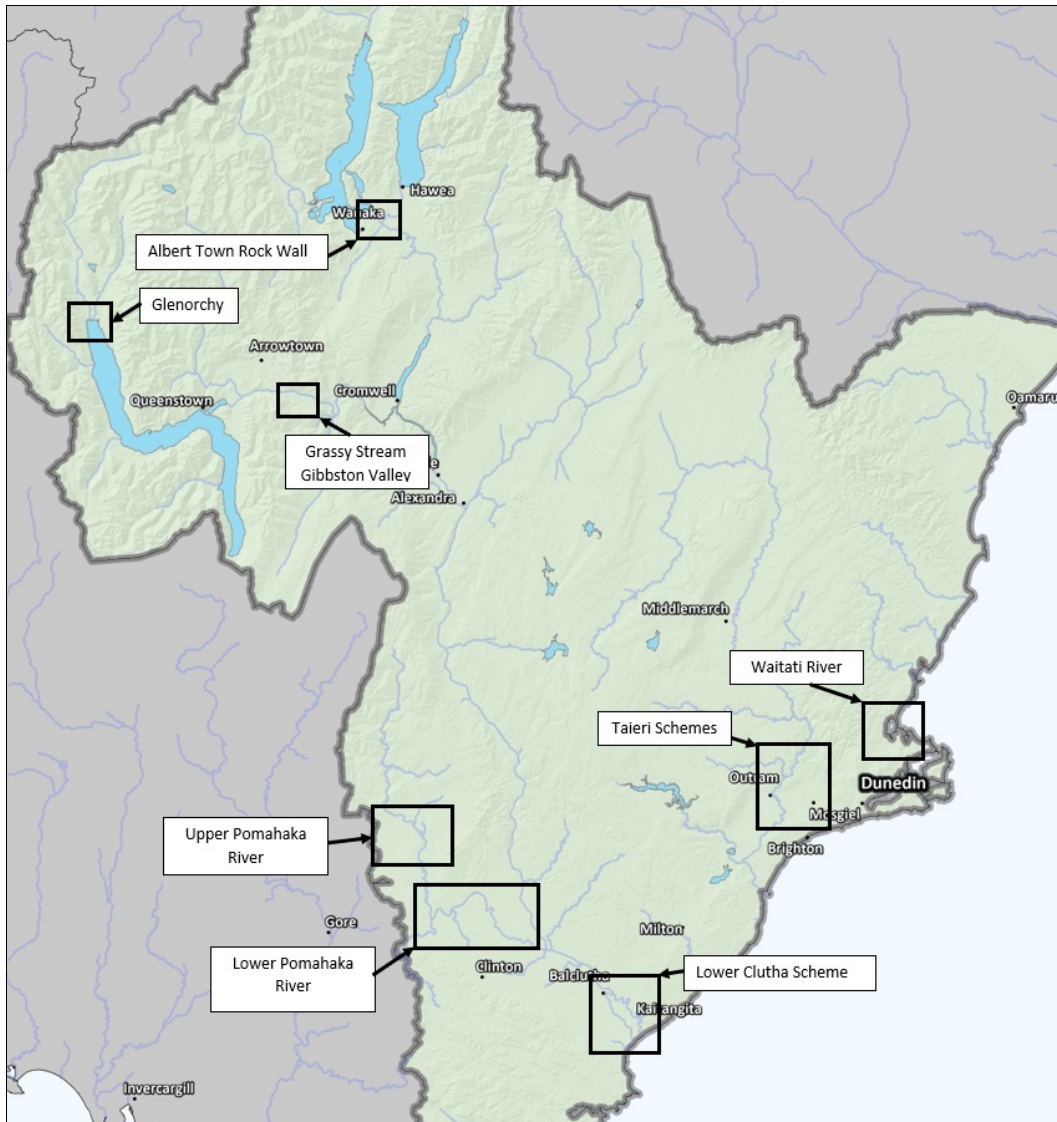 Hawea
Wanaka
Albert Town Rock Wall
Glenorchy
Arrowtown
Cromwell
Queenstown
Oamaru
Grassy Stream
Gibbston Valley
Alexandra
Middlemarch
Waitati River
Taieri Schemes
Outram
Dunedin
Mosgiel
Upper Pomahaka
River
Brighton
Gore
Milton
Lower Pomahaka
River
Clinton
Balclutha
Lower Clutha Scheme
Kaitangita
Invercargill